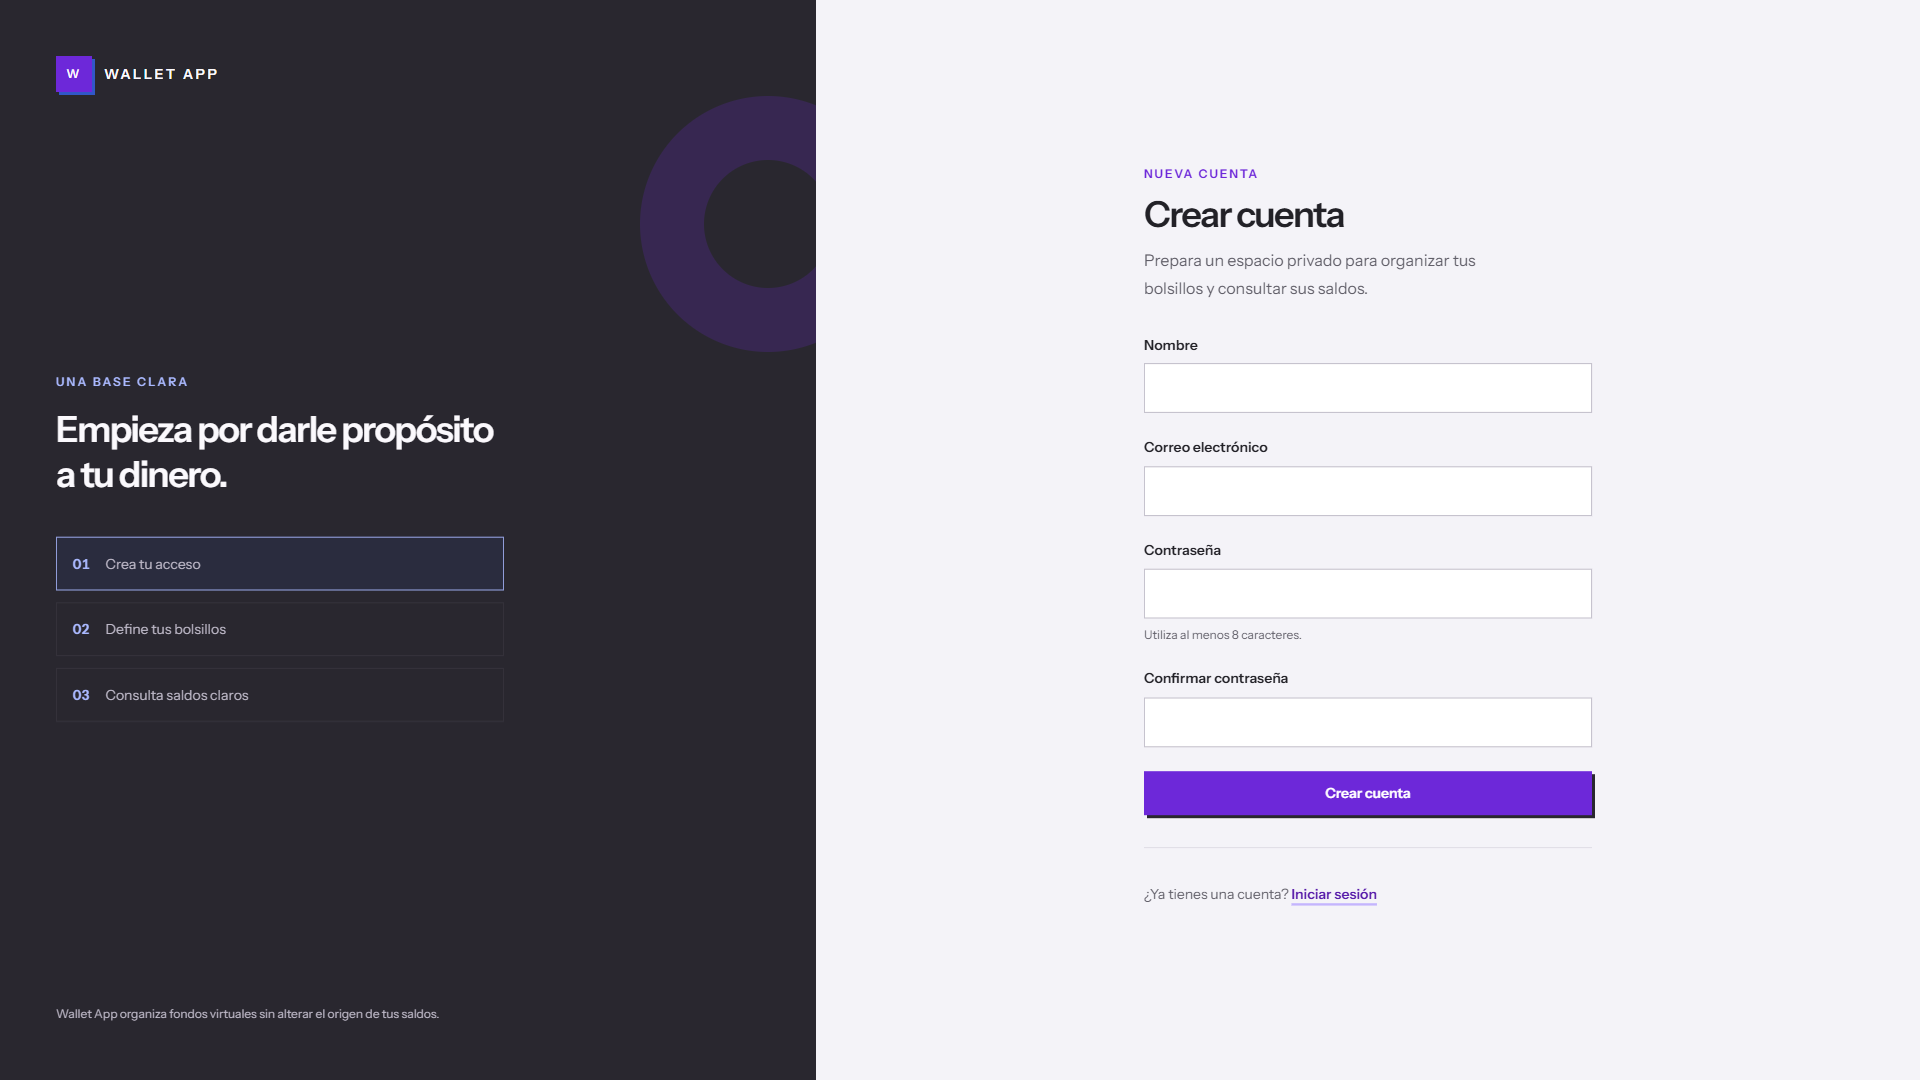 W
WALLET APP
UNA BASE CLARA
Empieza por darle propósito
a tu dinero.
01 Crea tu acceso
02 Define tus bolsillos
03 Consulta saldos claros
Wallet App organiza fondos virtuales sin alterar el origen de tus saldos.
NUEVA CUENTA
Crear cuenta
Prepara un espacio privado para organizar tus
bolsillos y consultar sus saldos.
Nombre
Correo electrónico
Contraseña
Utiliza al menos 8 caracteres.
Confirmar contraseña
Crear cuenta
¿Ya tienes una cuenta? Iniciar sesión